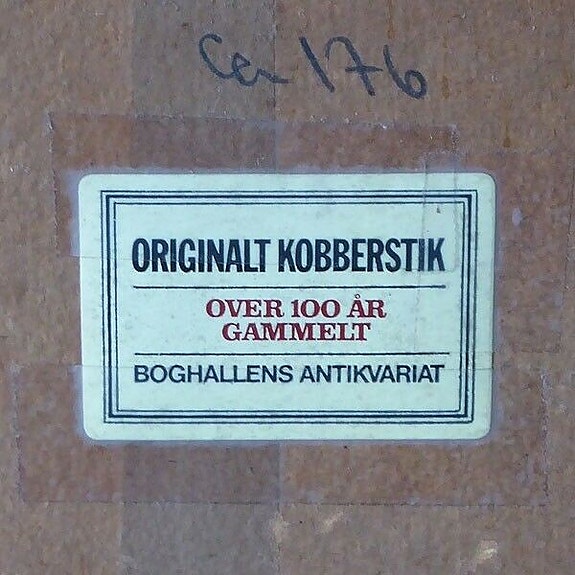 Ca 176
ORIGINALT KOBBERSTIK
OVER 100 ÅR
GAMMELT
BOGHALLENS ANTIKVARIAT